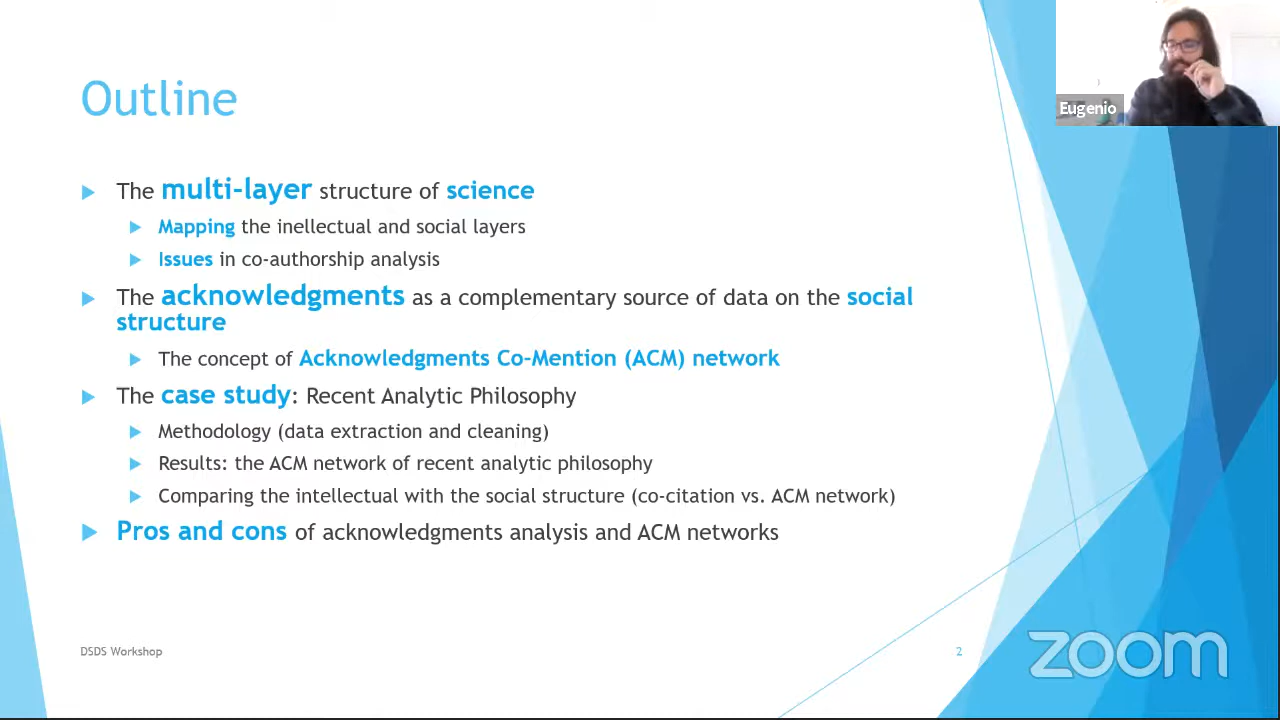 Outline
Eugenio
The multi-layer structure of science
Mapping the inellectual and social layers
Issues in co-authorship analysis
The acknowledgments as a complementary source of data on the social
structure
The concept of Acknowledgments Co-Mention (ACM) network
The case study: Recent Analytic Philosophy
Methodology (data extraction and cleaning)
Results: the ACM network of recent analytic philosophy
Comparing the intellectual with the social structure (co-citation vs. ACM network)
Pros and cons of acknowledgments analysis and ACM networks
DSDS Workshop
2
zoom